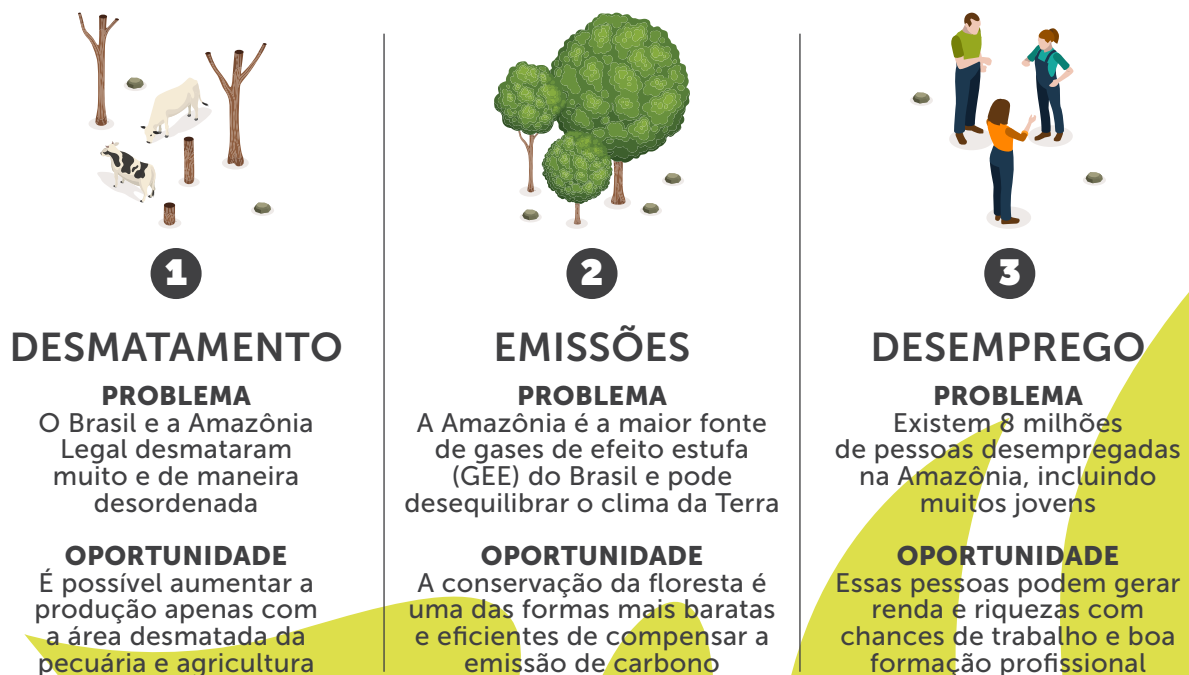 1
DESMATAMENTO
PROBLEMA
O Brasil e a Amazônia
Legal desmataram
muito e de maneira
desordenada
OPORTUNIDADE
É possível aumentar a
produção apenas com
a área desmatada da
pecuária e agricultura
2
EMISSÕES
PROBLEMA
A Amazônia é a maior fonte
de gases de efeito estufa
(GEE) do Brasil e pode
desequilibrar o clima da Terra
OPORTUNIDADE
A conservação da floresta é
uma das formas mais baratas
e eficientes de compensar a
emissão de carbono
3
DESEMPREGO
PROBLEMA
Existem 8 milhões
de pessoas desempregadas
na Amazônia, incluindo
muitos jovens
OPORTUNIDADE
Essas pessoas podem gerar
renda e riquezas com
chances de trabalho e boa
formação profissional